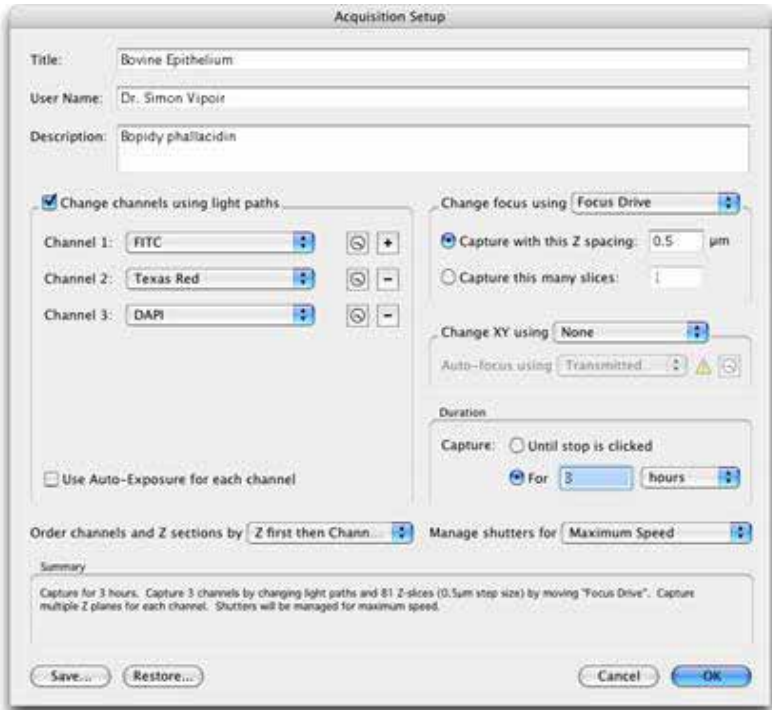 Acquisition Setup
Title: Bovine Epithelium
User Name: Dr. Simon Vipoir
Description: Bopidy phallacidin
Change channels using light paths
Channel 1: FITC +
Channel 2: Texas Red -
Channel 3: DAPI -
Use Auto-Exposure for each channel
Change focus using Focus Drive
Capture with this Z spacing: 0.5 µm
Capture this many slices: 1
Change XY using None
Auto-focus using Transmitted...
Duration
Capture: Until stop is clicked
For 3 hours
Order channels and Z sections by Z first then Chann...
Manage shutters for Maximum Speed
Summary
Capture for 3 hours. Capture 3 channels by changing light paths and 81 Z-slices (0.5µm step size) by moving "Focus Drive". Capture
multiple Z planes for each channel. Shutters will be managed for maximum speed.
Save... Restore... Cancel OK